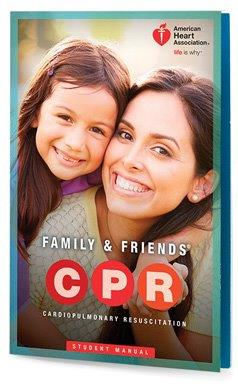 American
Heart
Association®
life is why™
FAMILY & FRIENDS®
CPR
CARDIOPULMONARY RESUSCITATION
STUDENT MANUAL